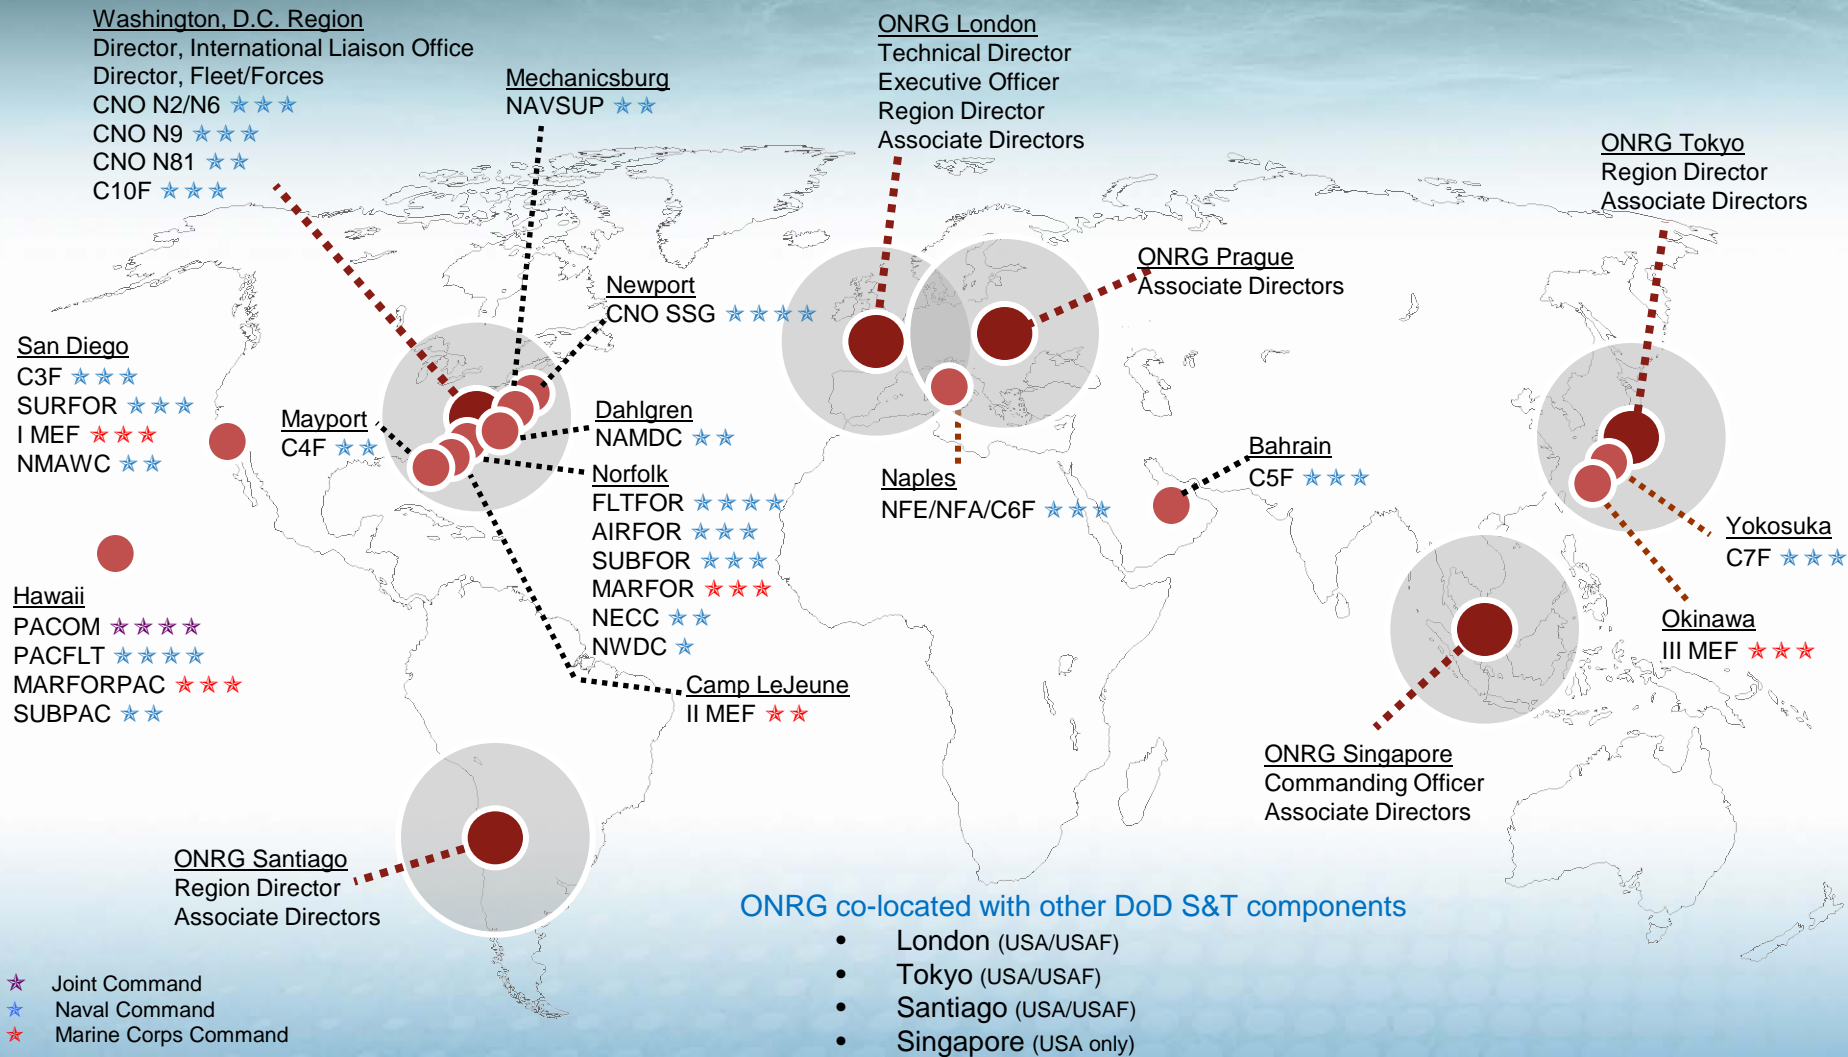 Washington, D.C. Region
Director, International Liaison Office
Director, Fleet/Forces
CNO N2/N6
CNO N9
CNO N81
C10F
Mechanicsburg
NAVSUP
ONRG London
Technical Director
Executive Officer
Region Director
Associate Directors
ONRG Tokyo
Region Director
Associate Directors
ONRG Prague
Associate Directors
Newport
CNO SSG
San Diego
C3F
SURFOR
I MEF
NMAWC
Mayport
C4F
Dahlgren
NAMDC
Norfolk
FLTFOR
AIRFOR
SUBFOR
MARFOR
NECC
NWDC
Naples
NFE/NFA/C6F
Bahrain
C5F
Yokosuka
C7F
Okinawa
III MEF
Hawaii
PACOM
PACFLT
MARFORPAC
SUBPAC
Camp LeJeune
II MEF
ONRG Singapore
Commanding Officer
Associate Directors
ONRG Santiago
Region Director
Associate Directors
ONRG co-located with other DoD S&T components
• London (USA/USAF)
• Tokyo (USA/USAF)
• Santiago (USA/USAF)
• Singapore (USA only)
Joint Command
Naval Command
Marine Corps Command